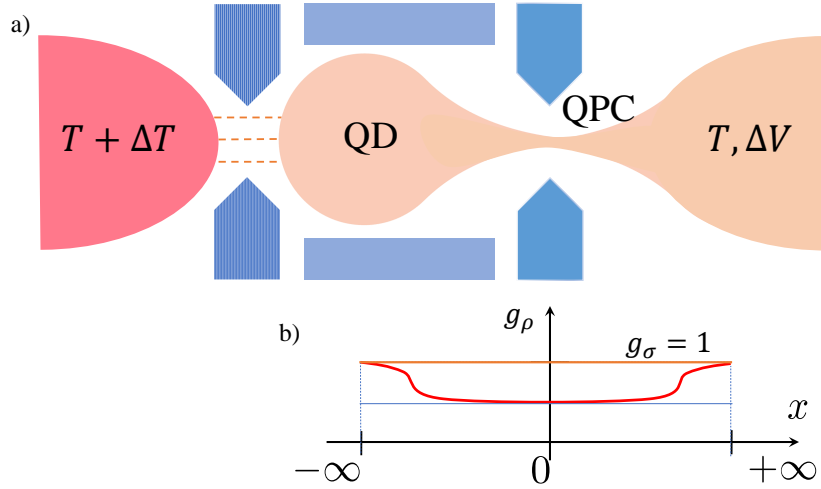 a)
T + ΔT
QD
QPC
T, ΔV
b)
g_ρ
g_σ = 1
x
−∞
0
+∞